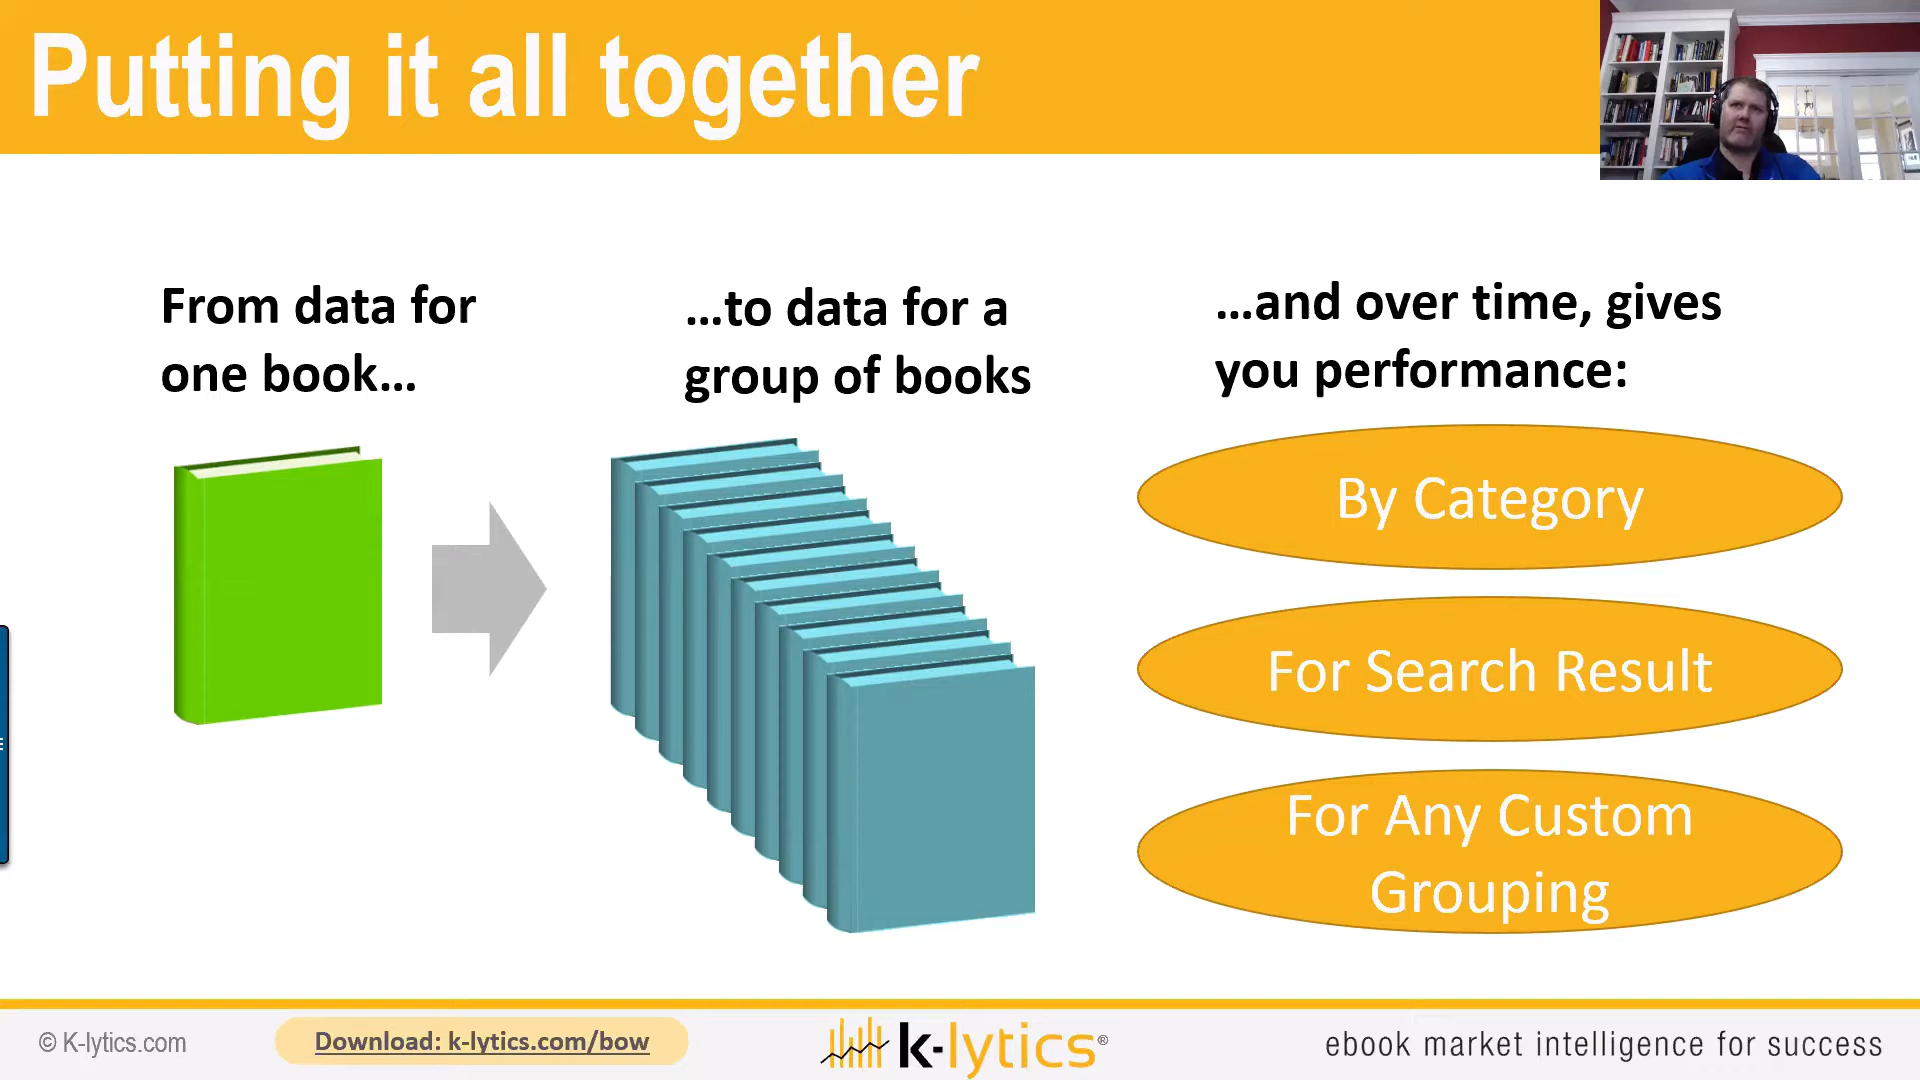 Putting it all together
From data for
one book...
...to data for a
group of books
...and over time, gives
you performance:
By Category
For Search Result
For Any Custom
Grouping
© K-lytics.com
Download: k-lytics.com/bow
k-lytics®
ebook market intelligence for success